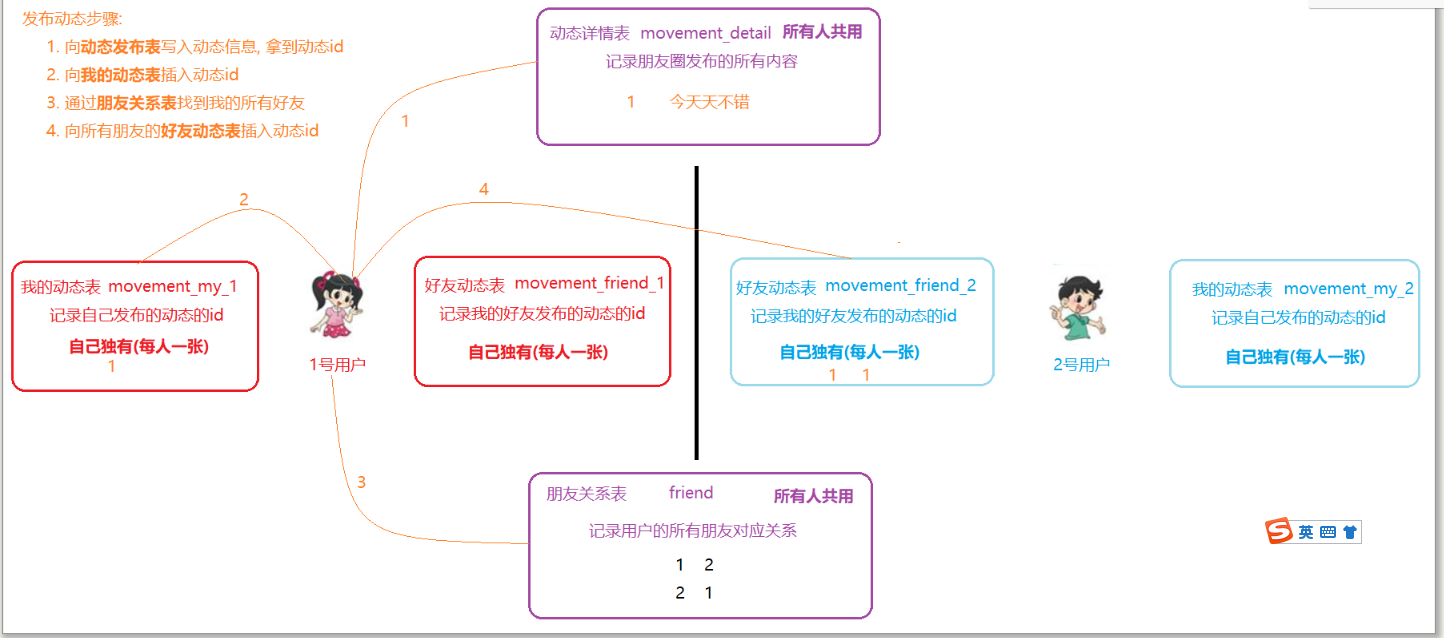 发布动态步骤:
1. 向动态发布表写入动态信息, 拿到动态id
2. 向我的动态表插入动态id
3. 通过朋友关系表找到我的所有好友
4. 向所有朋友的好友动态表插入动态id
动态详情表 movement_detail 所有人共用
记录朋友圈发布的所有内容
1 今天天不错
1
2
4
我的动态表 movement_my_1
记录自己发布的动态的id
自己独有(每人一张)
1
1号用户
好友动态表 movement_friend_1
记录我的好友发布的动态的id
自己独有(每人一张)
好友动态表 movement_friend_2
记录我的好友发布的动态的id
自己独有(每人一张)
1 1
2号用户
我的动态表 movement_my_2
记录自己发布的动态的id
自己独有(每人一张)
3
朋友关系表 friend 所有人共用
记录用户的所有朋友对应关系
1 2
2 1
S 英